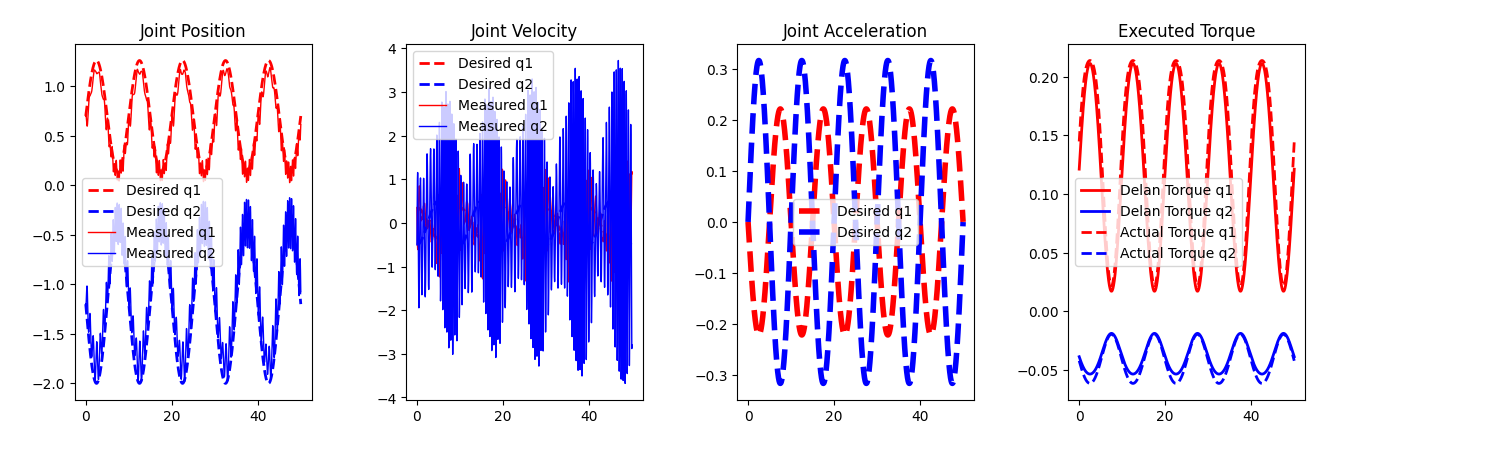 Joint Position
1.0
0.5
0.0
−0.5
−1.0
−1.5
−2.0
0
20
40
Desired q1
Desired q2
Measured q1
Measured q2
Joint Velocity
4
3
2
1
0
−1
−2
−3
−4
0
20
40
Desired q1
Desired q2
Measured q1
Measured q2
Joint Acceleration
0.3
0.2
0.1
0.0
−0.1
−0.2
−0.3
0
20
40
Desired q1
Desired q2
Executed Torque
0.20
0.15
0.10
0.05
0.00
−0.05
0
20
40
Delan Torque q1
Delan Torque q2
Actual Torque q1
Actual Torque q2